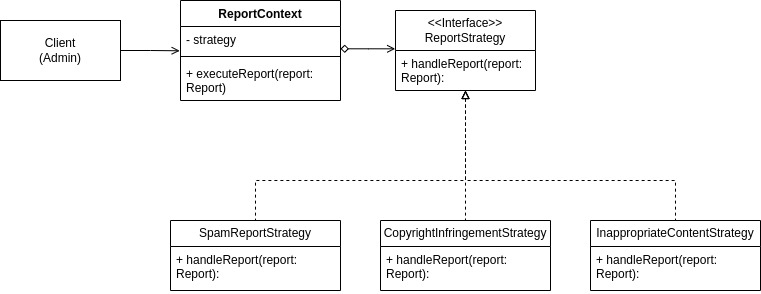 Client
(Admin)
ReportContext
- strategy
+ executeReport(report:
Report)
<<Interface>>
ReportStrategy
+ handleReport(report:
Report):
SpamReportStrategy
+ handleReport(report:
Report):
CopyrightInfringementStrategy
+ handleReport(report:
Report):
InappropriateContentStrategy
+ handleReport(report:
Report):